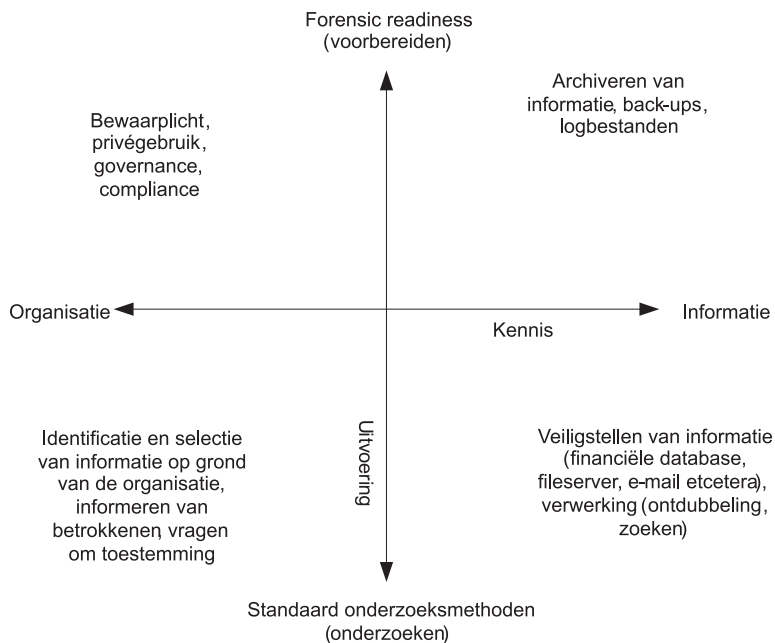 Forensic readiness
(voorbereiden)
Archiveren van
informatie, back-ups,
logbestanden
Bewaarplicht,
privégebruik,
governance,
compliance
Organisatie
Informatie
Kennis
Uitvoering
Identificatie en selectie
van informatie op grond
van de organisatie,
informeren van
betrokkenen, vragen
om toestemming
Veiligstellen van informatie
(financiële database,
fileserver, e-mail etcetera),
verwerking (ontdubbeling,
zoeken)
Standaard onderzoeksmethoden
(onderzoeken)